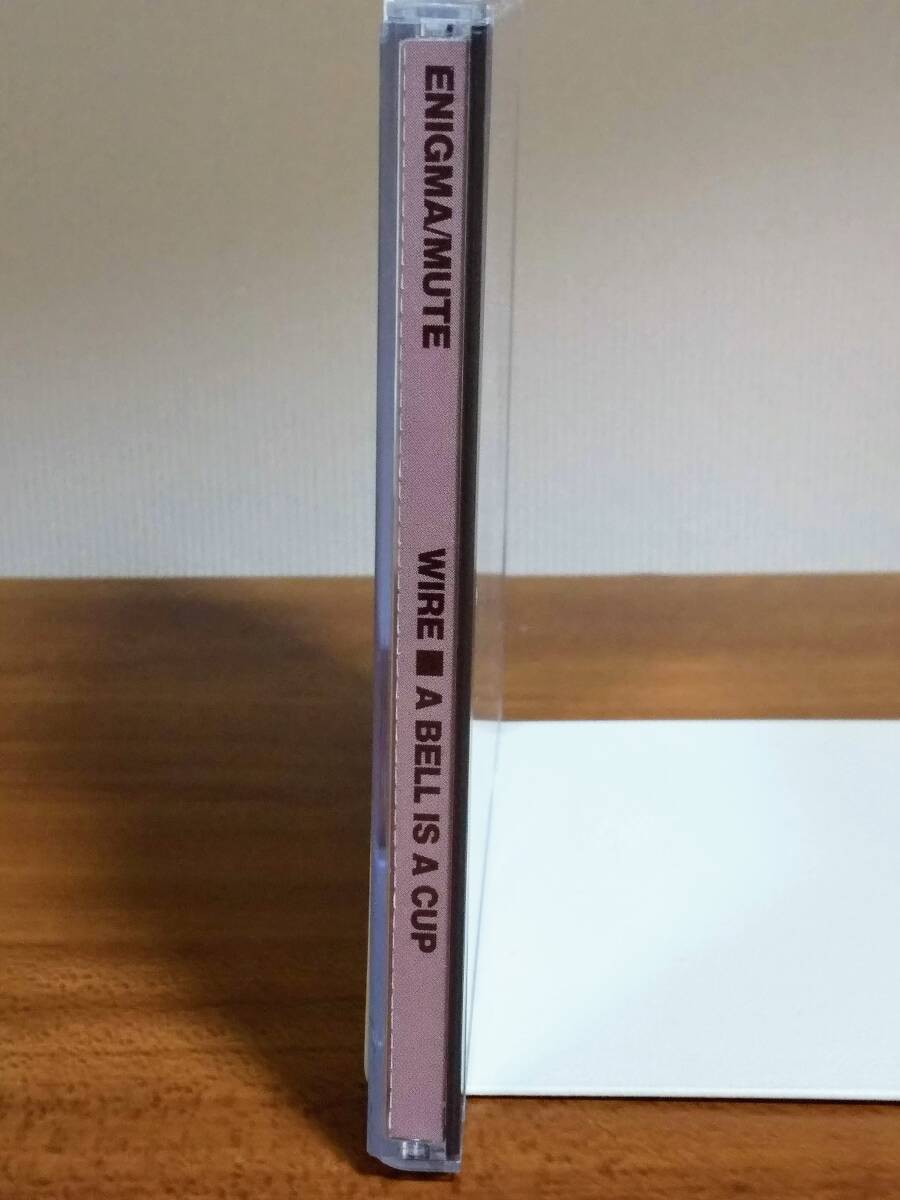 ENIGMA/MUTE
WIRE ■ A BELL IS A CUP